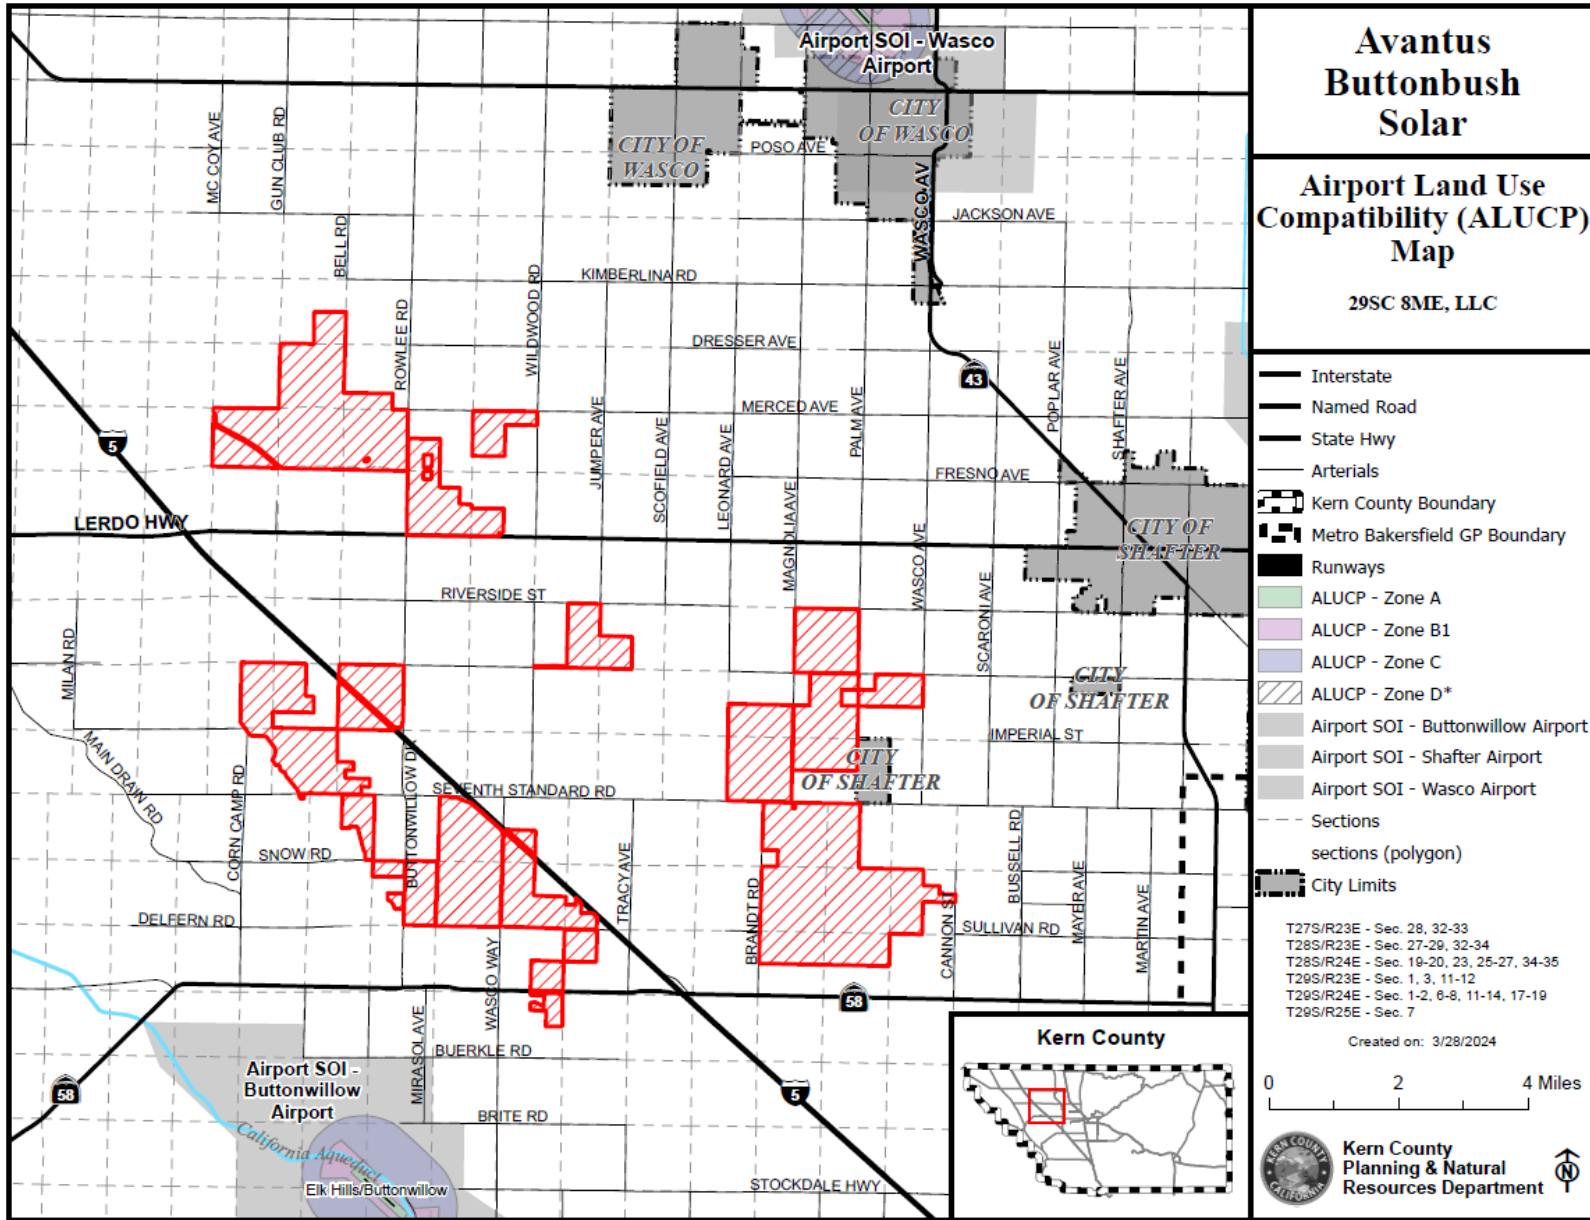 Avantus
Buttonbush
Solar
Airport Land Use
Compatibility (ALUCP)
Map
29SC 8ME, LLC
Interstate
Named Road
State Hwy
Arterials
Kern County Boundary
Metro Bakersfield GP Boundary
Runways
ALUCP - Zone A
ALUCP - Zone B1
ALUCP - Zone C
ALUCP - Zone D*
Airport SOI - Buttonwillow Airport
Airport SOI - Shafter Airport
Airport SOI - Wasco Airport
Sections
sections (polygon)
City Limits
T27S/R23E - Sec. 28, 32-33
T28S/R23E - Sec. 27-29, 32-34
T28S/R24E - Sec. 19-20, 23, 25-27, 34-35
T29S/R23E - Sec. 1, 3, 11-12
T29S/R24E - Sec. 1-2, 6-8, 11-14, 17-19
T29S/R25E - Sec. 7
Created on: 3/28/2024
0 2 4 Miles
KERN COUNTY
CALIFORNIA
Kern County
Planning & Natural
Resources Department
N
Airport SOI - Wasco
Airport
CITY
OF WASCO
CITY OF
WASCO
POSO AVE
MC COY AVE
GUN CLUB RD
WASCO AV
JACKSON AVE
BELL RD
KIMBERLINA RD
WILDWOOD RD
ROWLEE RD
DRESSER AVE
43
POPLAR AVE
SHAFTER AVE
MERCED AVE
PALM AVE
JUMPER AVE
SCOFIELD AVE
LEONARD AVE
5
FRESNO AVE
MAGNOLIA AVE
LERDO HWY
CITY OF
SHAFTER
WASCO AVE
SCARONI AVE
RIVERSIDE ST
MILAN RD
CITY
OF SHAFTER
IMPERIAL ST
MAIN DRAIN RD
CORN CAMP RD
BUTTONWILLOW DR
CITY
OF SHAFTER
SEVENTH STANDARD RD
SNOW RD
TRACY AVE
BRANDT RD
BUSSELL RD
MAYER AVE
MARTIN AVE
CANNON ST
DELFERN RD
SULLIVAN RD
WASCO WAY
58
Kern County
MIRASOL AVE
BUERKLE RD
Airport SOI -
Buttonwillow
Airport
58
5
BRITE RD
California Aqueduct
Elk Hills/Buttonwillow
STOCKDALE HWY